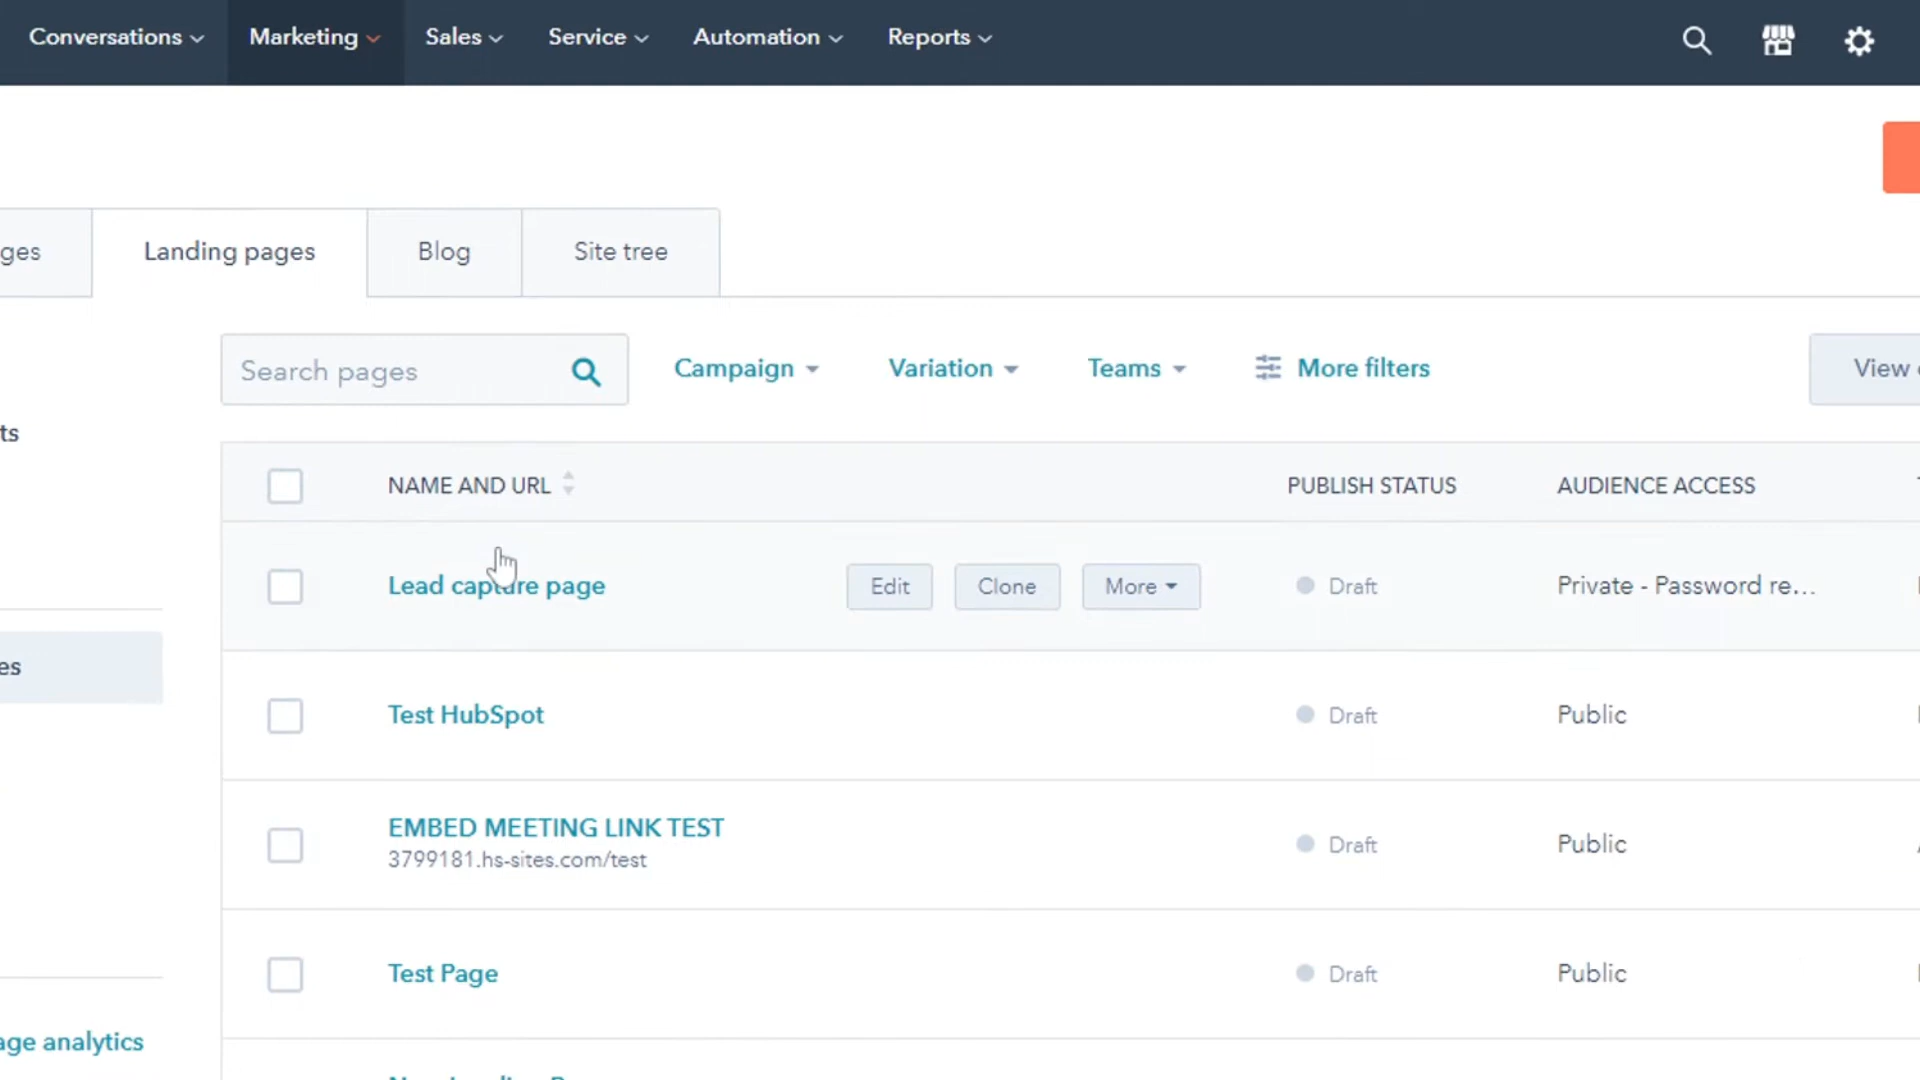 Conversations Marketing Sales Service Automation Reports
ges Landing pages Blog Site tree
Search pages Campaign Variation Teams More filters View
ts
NAME AND URL PUBLISH STATUS AUDIENCE ACCESS
Lead capture page Edit Clone More Draft Private - Password re...
es
Test HubSpot Draft Public
EMBED MEETING LINK TEST
3799181.hs-sites.com/test Draft Public
Test Page Draft Public
age analytics